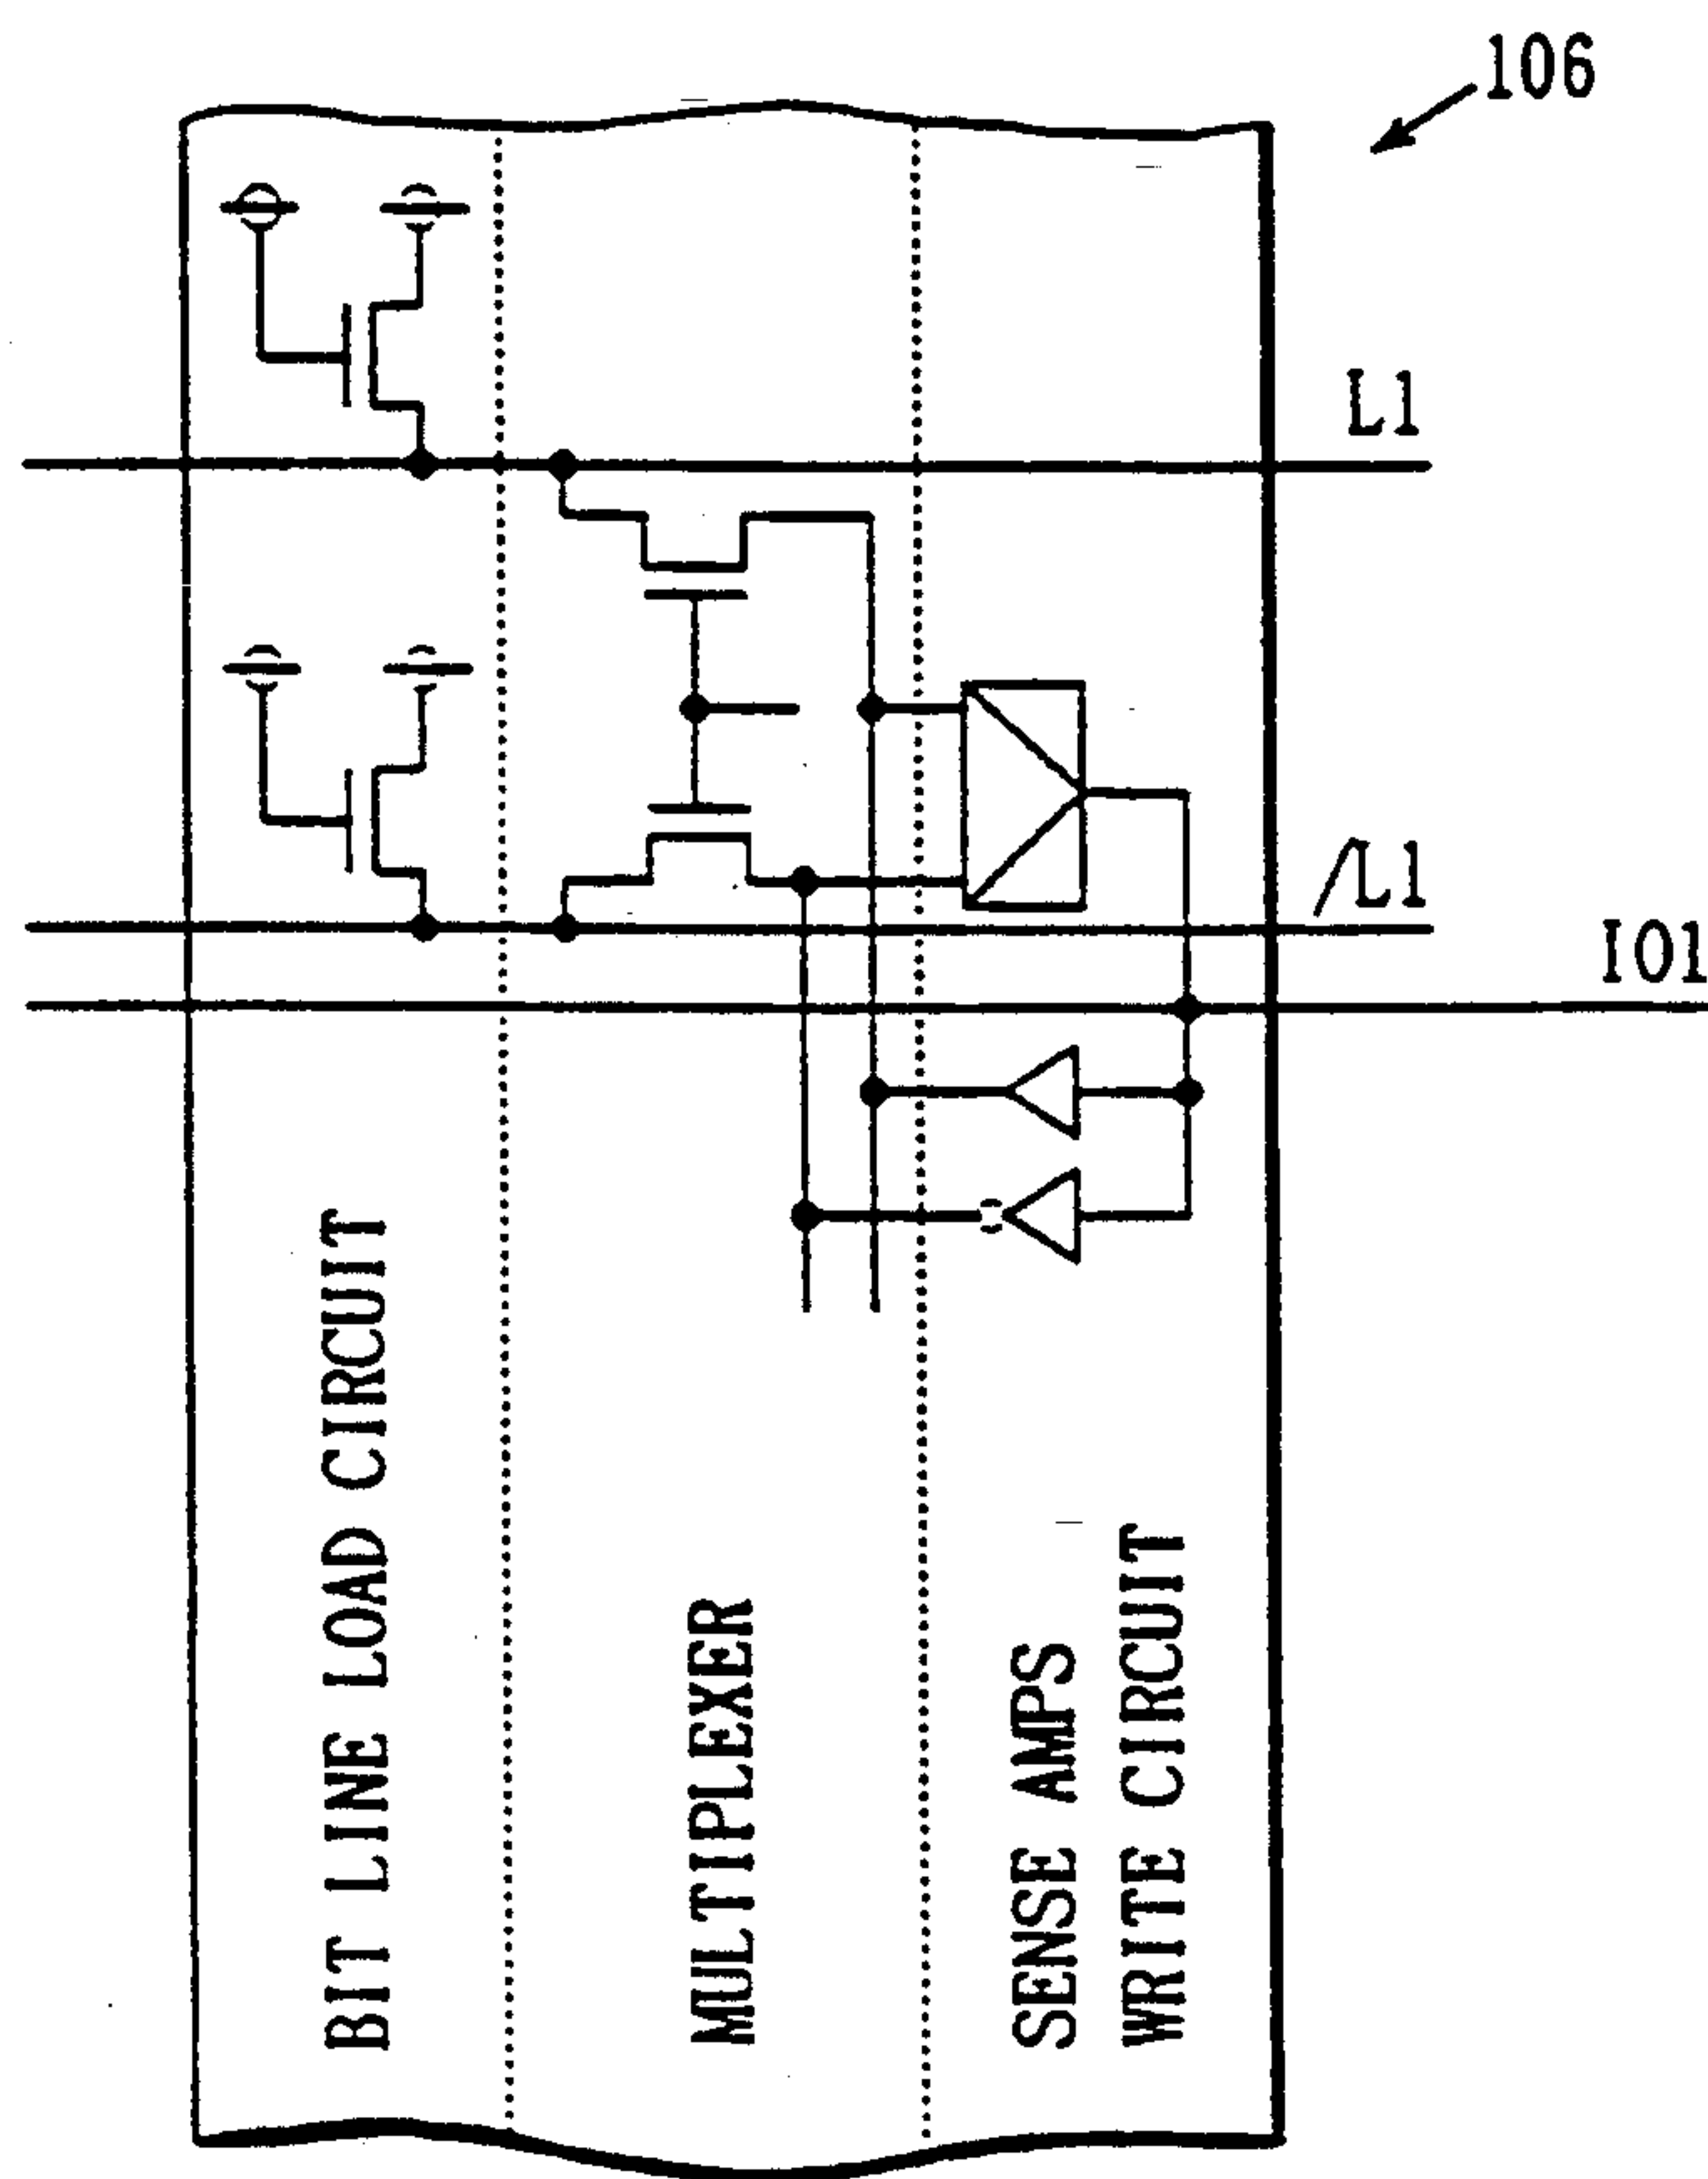 106
L1
/L1
IO1
BIT LINE LOAD CIRCUIT
MULTIPLEXER
SENSE AMPS
WRITE CIRCUIT